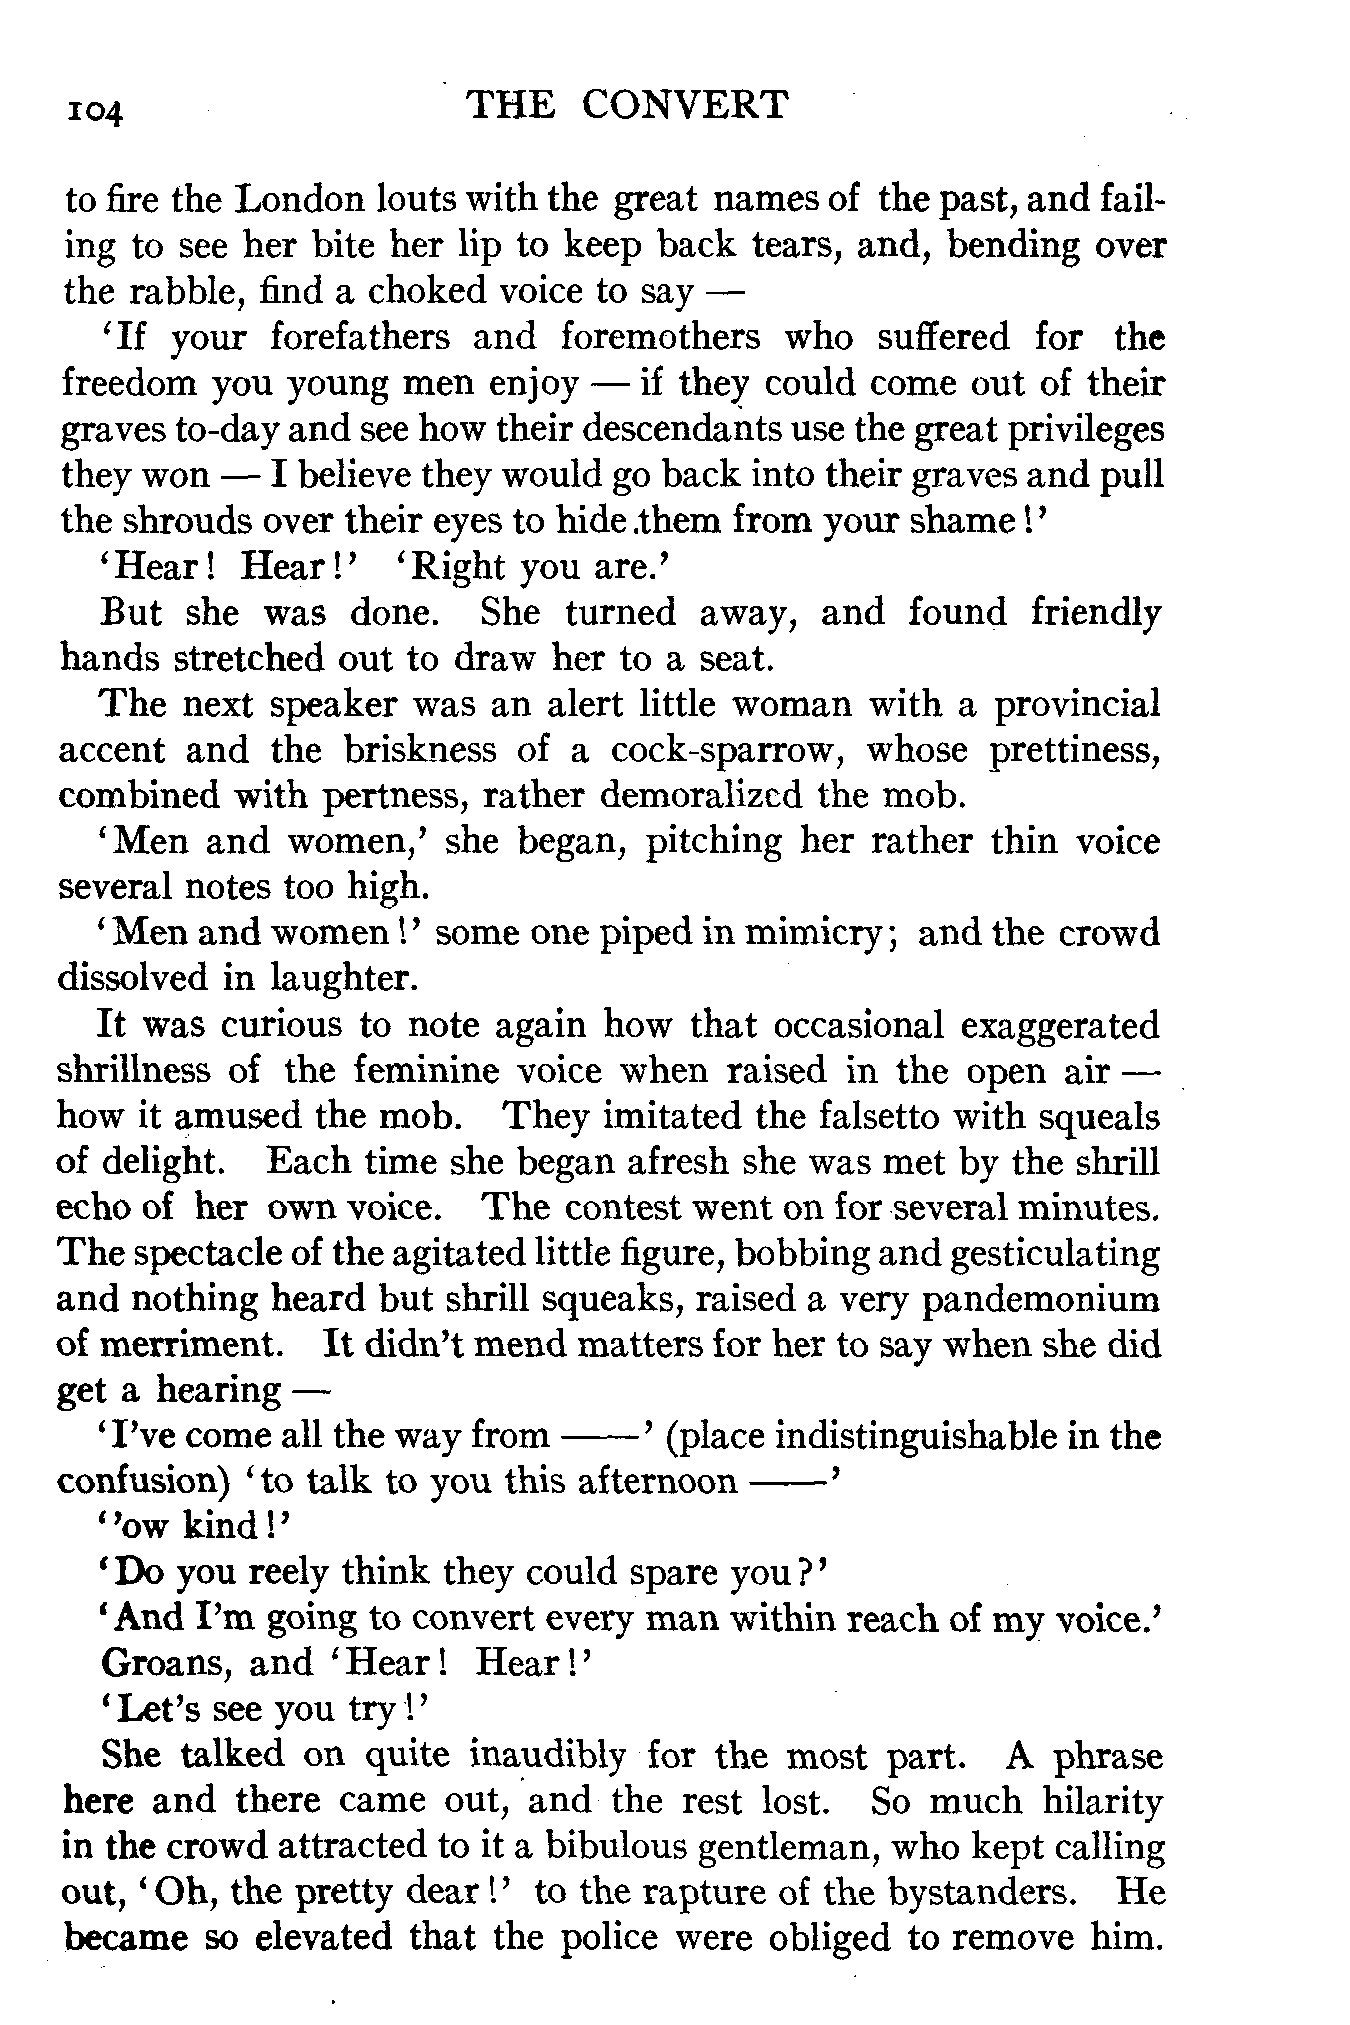 104 THE CONVERT
to fire the London louts with the great names of the past, and fail-
ing to see her bite her lip to keep back tears, and, bending over
the rabble, find a choked voice to say —
'If your forefathers and foremothers who suffered for the
freedom you young men enjoy — if they could come out of their
graves to-day and see how their descendants use the great privileges
they won — I believe they would go back into their graves and pull
the shrouds over their eyes to hide them from your shame!'
'Hear! Hear!' 'Right you are.'
But she was done. She turned away, and found friendly
hands stretched out to draw her to a seat.
The next speaker was an alert little woman with a provincial
accent and the briskness of a cock-sparrow, whose prettiness,
combined with pertness, rather demoralized the mob.
'Men and women,' she began, pitching her rather thin voice
several notes too high.
'Men and women!' some one piped in mimicry; and the crowd
dissolved in laughter.
It was curious to note again how that occasional exaggerated
shrillness of the feminine voice when raised in the open air —
how it amused the mob. They imitated the falsetto with squeals
of delight. Each time she began afresh she was met by the shrill
echo of her own voice. The contest went on for several minutes.
The spectacle of the agitated little figure, bobbing and gesticulating
and nothing heard but shrill squeaks, raised a very pandemonium
of merriment. It didn't mend matters for her to say when she did
get a hearing —
'I've come all the way from ——' (place indistinguishable in the
confusion) 'to talk to you this afternoon ——'
''ow kind!'
'Do you reely think they could spare you?'
'And I'm going to convert every man within reach of my voice.'
Groans, and 'Hear! Hear!'
'Let's see you try!'
She talked on quite inaudibly for the most part. A phrase
here and there came out, and the rest lost. So much hilarity
in the crowd attracted to it a bibulous gentleman, who kept calling
out, 'Oh, the pretty dear!' to the rapture of the bystanders. He
became so elevated that the police were obliged to remove him.